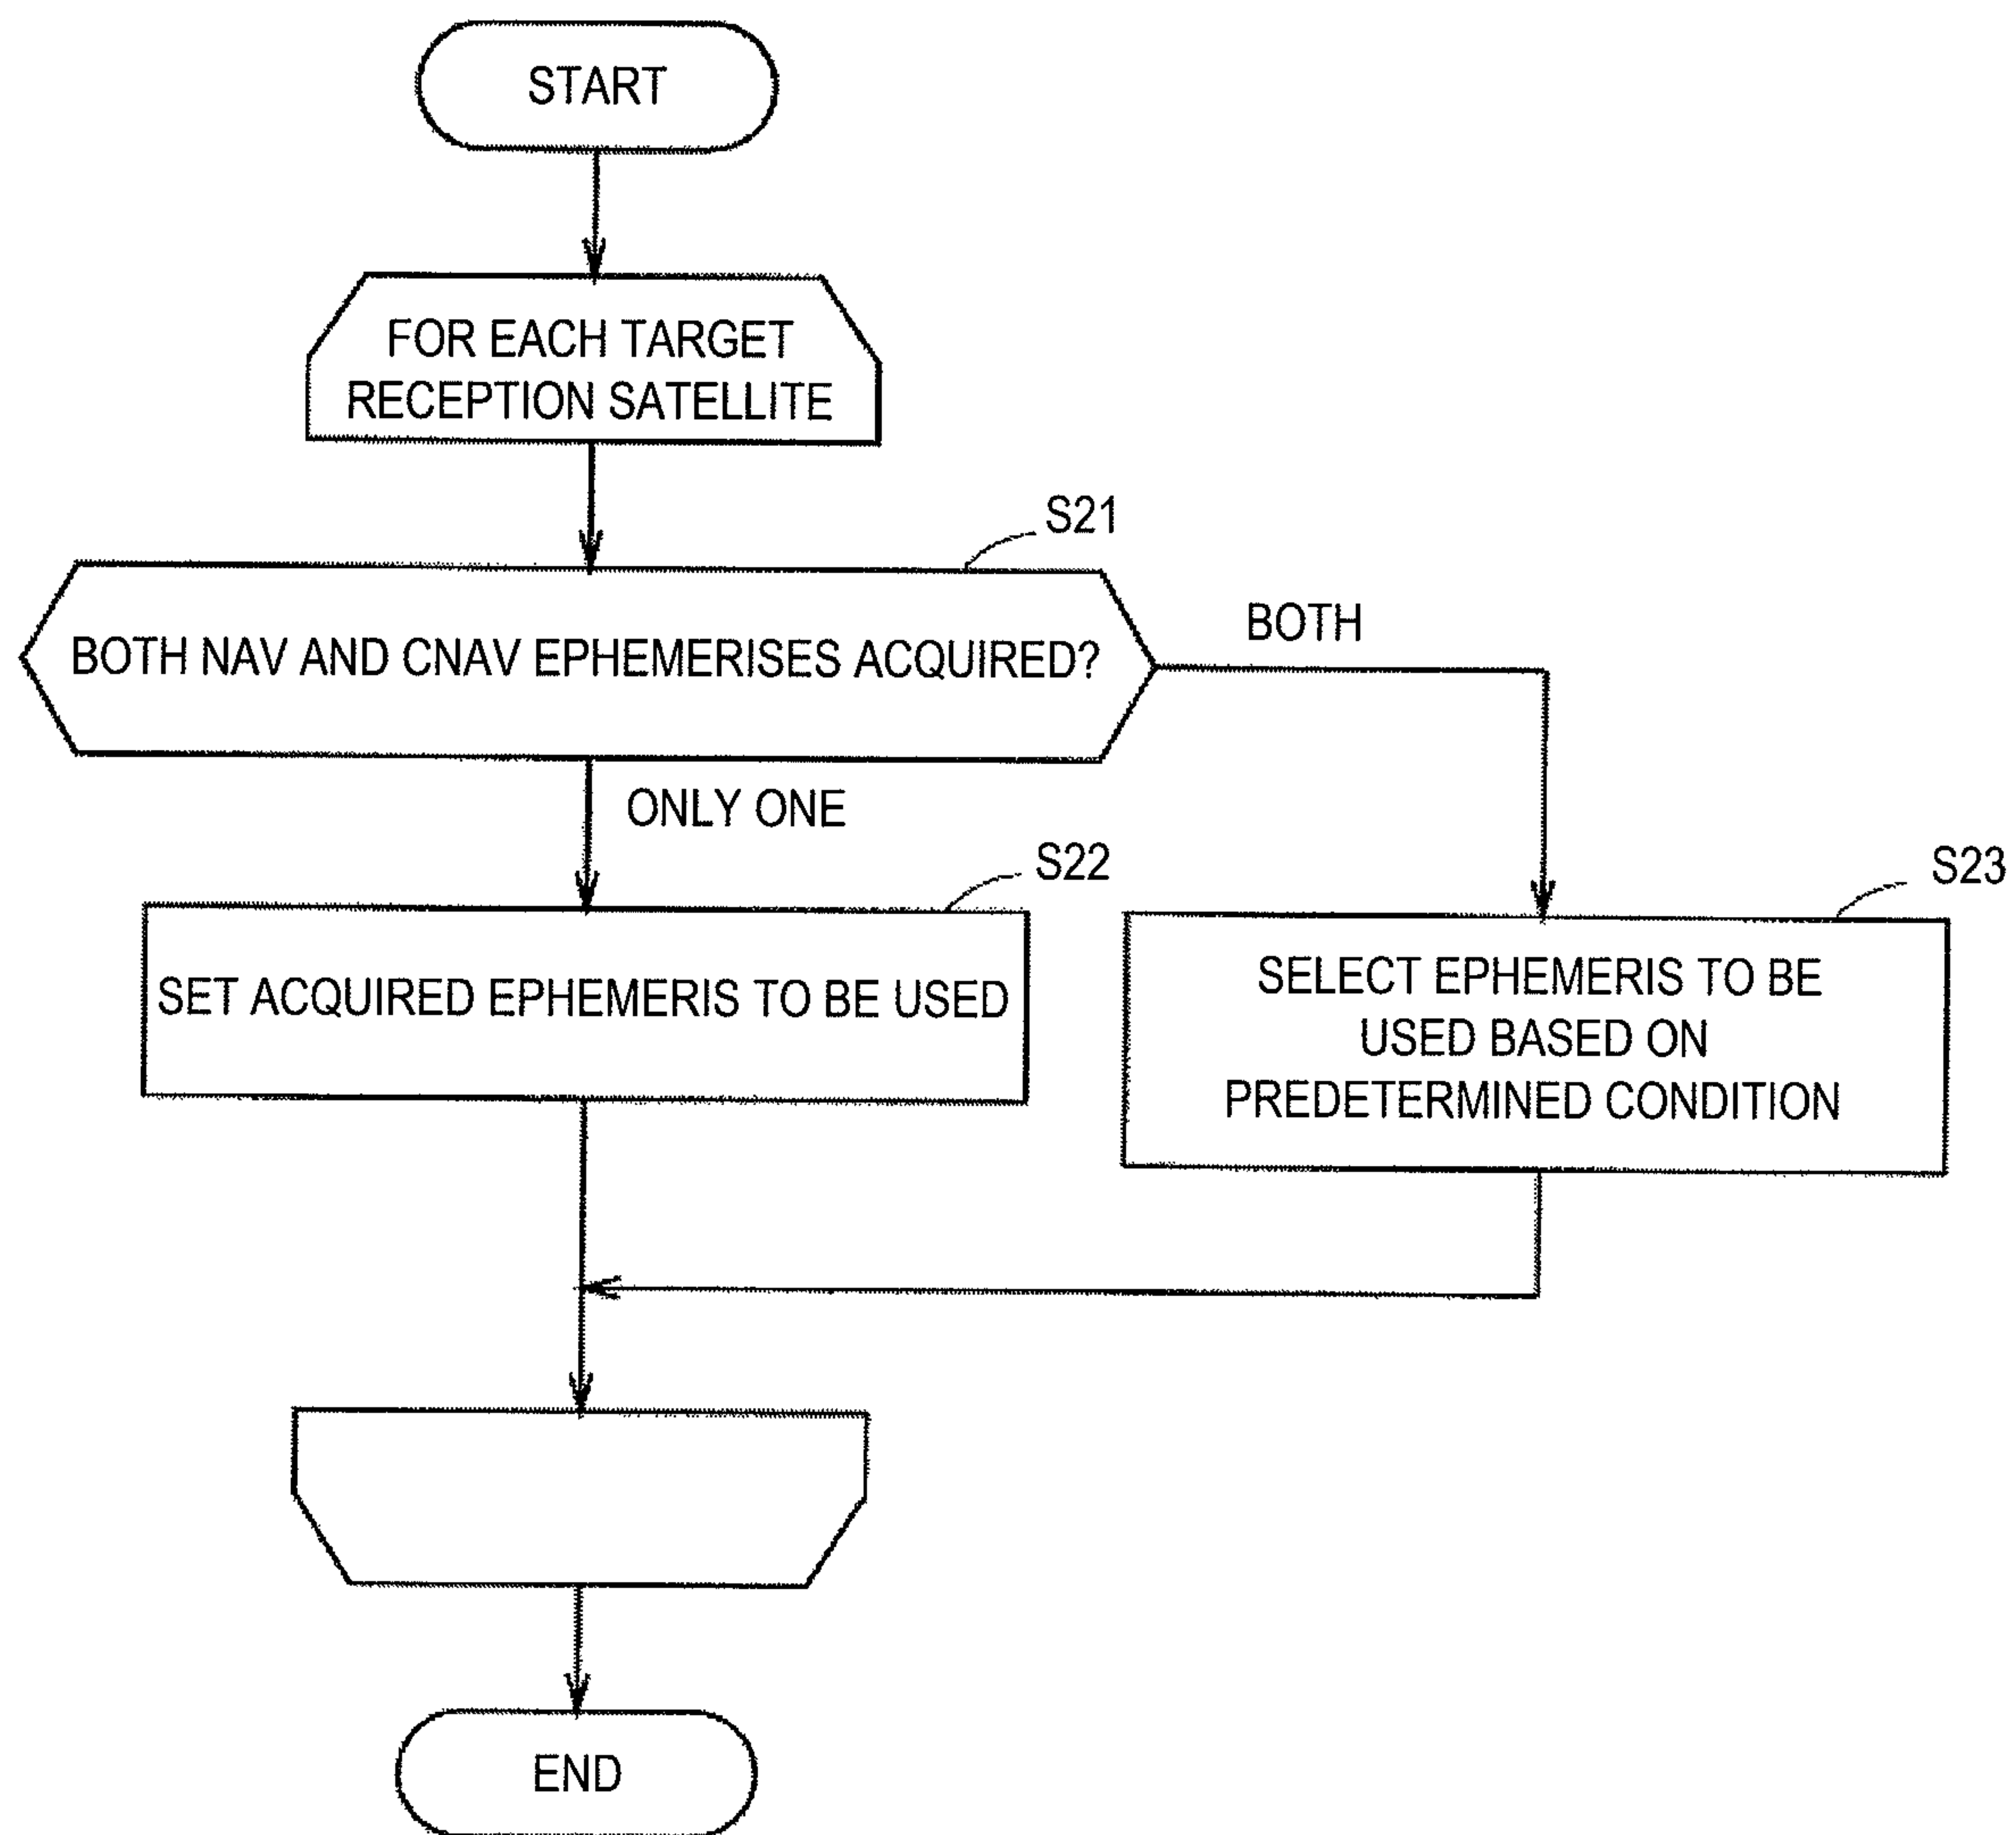 START
FOR EACH TARGET
RECEPTION SATELLITE
S21
BOTH NAV AND CNAV EPHEMERISES ACQUIRED?
BOTH
ONLY ONE
S22
SET ACQUIRED EPHEMERIS TO BE USED
S23
SELECT EPHEMERIS TO BE
USED BASED ON
PREDETERMINED CONDITION
END